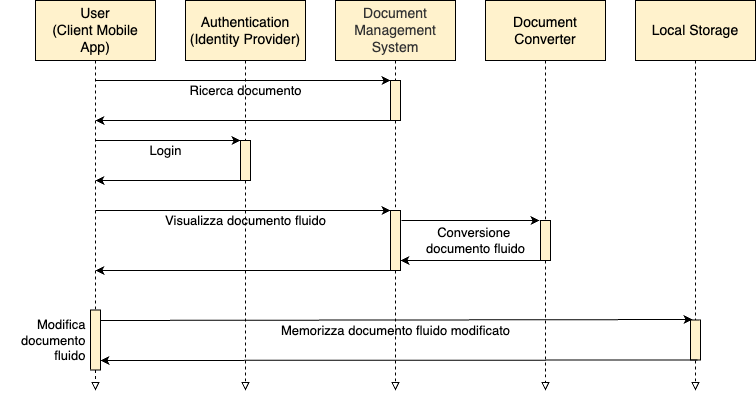 User
(Client Mobile
App)
Authentication
(Identity Provider)
Document
Management
System
Document
Converter
Local Storage
Ricerca documento
Login
Visualizza documento fluido
Conversione
documento fluido
Modifica
documento
fluido
Memorizza documento fluido modificato